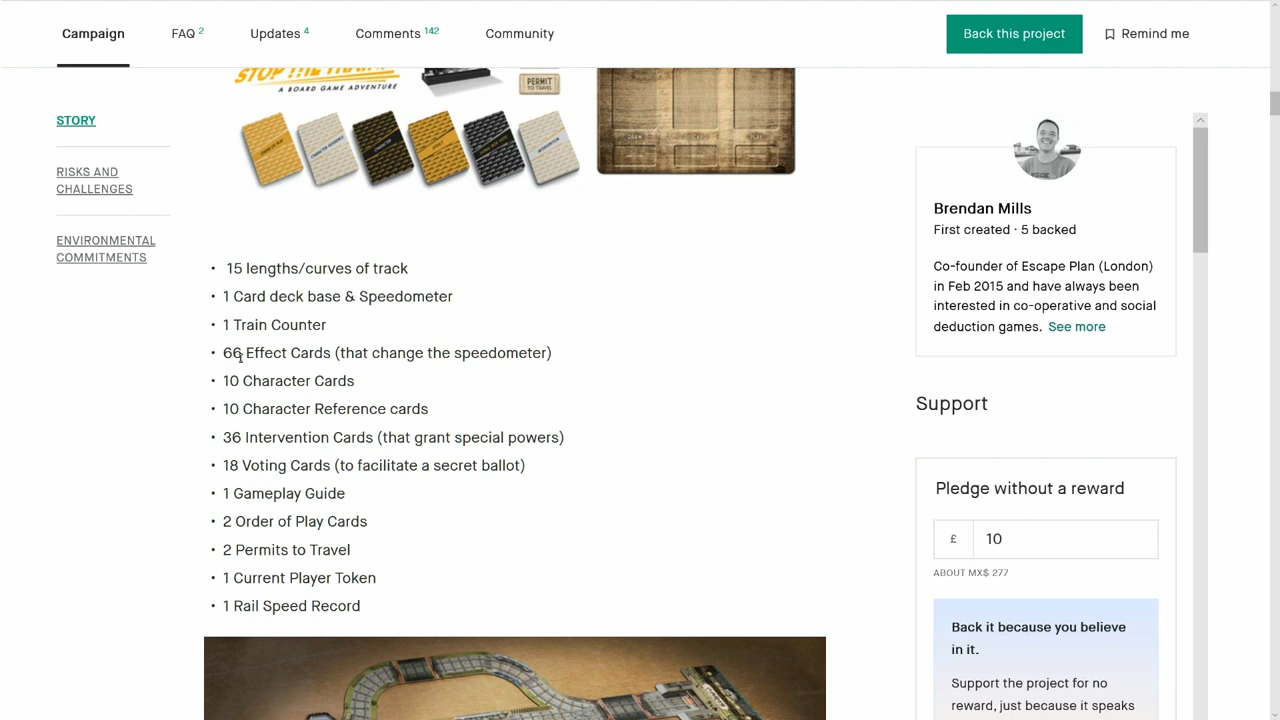 Campaign
FAQ 2
Updates 4
Comments 142
Community
Back this project
Remind me
STOP THE TRAIN!
A BOARD GAME ADVENTURE
PERMIT
TO TRAVEL
STORY
RISKS AND
CHALLENGES
ENVIRONMENTAL
COMMITMENTS
• 15 lengths/curves of track
• 1 Card deck base & Speedometer
• 1 Train Counter
• 66 Effect Cards (that change the speedometer)
• 10 Character Cards
• 10 Character Reference cards
• 36 Intervention Cards (that grant special powers)
• 18 Voting Cards (to facilitate a secret ballot)
• 1 Gameplay Guide
• 2 Order of Play Cards
• 2 Permits to Travel
• 1 Current Player Token
• 1 Rail Speed Record
Brendan Mills
First created · 5 backed
Co-founder of Escape Plan (London)
in Feb 2015 and have always been
interested in co-operative and social
deduction games. See more
Support
Pledge without a reward
£ 10
ABOUT MX$ 277
Back it because you believe
in it.
Support the project for no
reward, just because it speaks